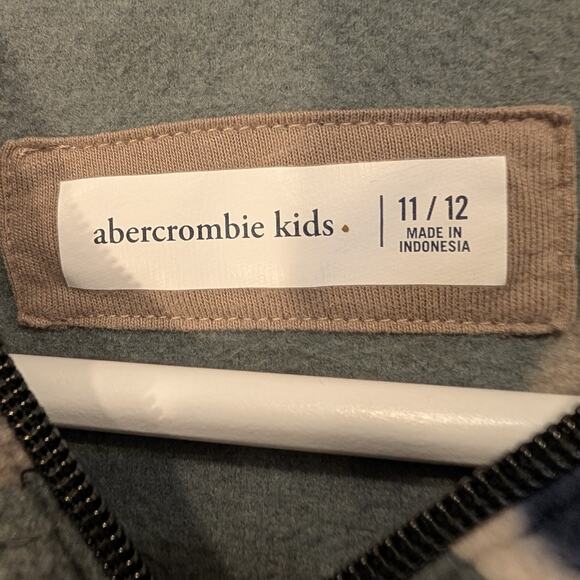 abercrombie kids
11 / 12
MADE IN
INDONESIA